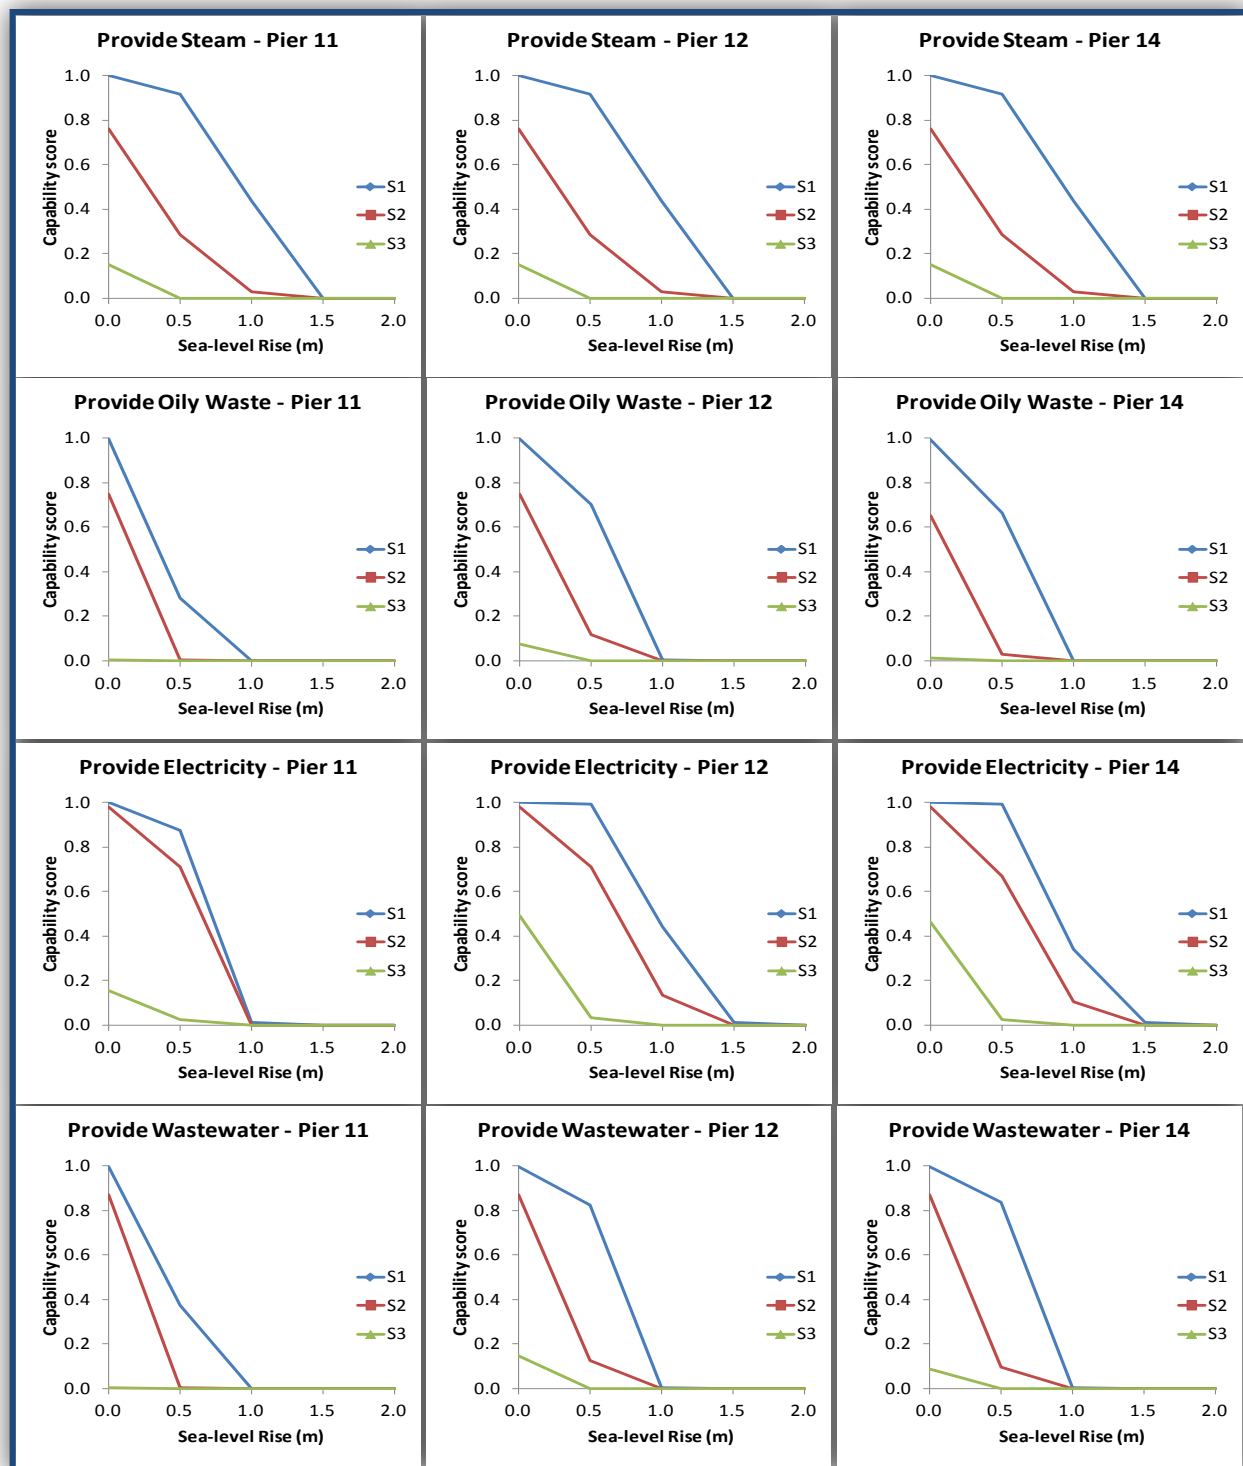 Provide Steam - Pier 11
Capability score
1.0
0.8
0.6
0.4
0.2
0.0
0.0 0.5 1.0 1.5 2.0
Sea-level Rise (m)
S1
S2
S3
Provide Steam - Pier 12
Capability score
1.0
0.8
0.6
0.4
0.2
0.0
0.0 0.5 1.0 1.5 2.0
Sea-level Rise (m)
S1
S2
S3
Provide Steam - Pier 14
Capability score
1.0
0.8
0.6
0.4
0.2
0.0
0.0 0.5 1.0 1.5 2.0
Sea-level Rise (m)
S1
S2
S3
Provide Oily Waste - Pier 11
Capability score
1.0
0.8
0.6
0.4
0.2
0.0
0.0 0.5 1.0 1.5 2.0
Sea-level Rise (m)
S1
S2
S3
Provide Oily Waste - Pier 12
Capability score
1.0
0.8
0.6
0.4
0.2
0.0
0.0 0.5 1.0 1.5 2.0
Sea-level Rise (m)
S1
S2
S3
Provide Oily Waste - Pier 14
Capability score
1.0
0.8
0.6
0.4
0.2
0.0
0.0 0.5 1.0 1.5 2.0
Sea-level Rise (m)
S1
S2
S3
Provide Electricity - Pier 11
Capability score
1.0
0.8
0.6
0.4
0.2
0.0
0.0 0.5 1.0 1.5 2.0
Sea-level Rise (m)
S1
S2
S3
Provide Electricity - Pier 12
Capability score
1.0
0.8
0.6
0.4
0.2
0.0
0.0 0.5 1.0 1.5 2.0
Sea-level Rise (m)
S1
S2
S3
Provide Electricity - Pier 14
Capability score
1.0
0.8
0.6
0.4
0.2
0.0
0.0 0.5 1.0 1.5 2.0
Sea-level Rise (m)
S1
S2
S3
Provide Wastewater - Pier 11
Capability score
1.0
0.8
0.6
0.4
0.2
0.0
0.0 0.5 1.0 1.5 2.0
Sea-level Rise (m)
S1
S2
S3
Provide Wastewater - Pier 12
Capability score
1.0
0.8
0.6
0.4
0.2
0.0
0.0 0.5 1.0 1.5 2.0
Sea-level Rise (m)
S1
S2
S3
Provide Wastewater - Pier 14
Capability score
1.0
0.8
0.6
0.4
0.2
0.0
0.0 0.5 1.0 1.5 2.0
Sea-level Rise (m)
S1
S2
S3